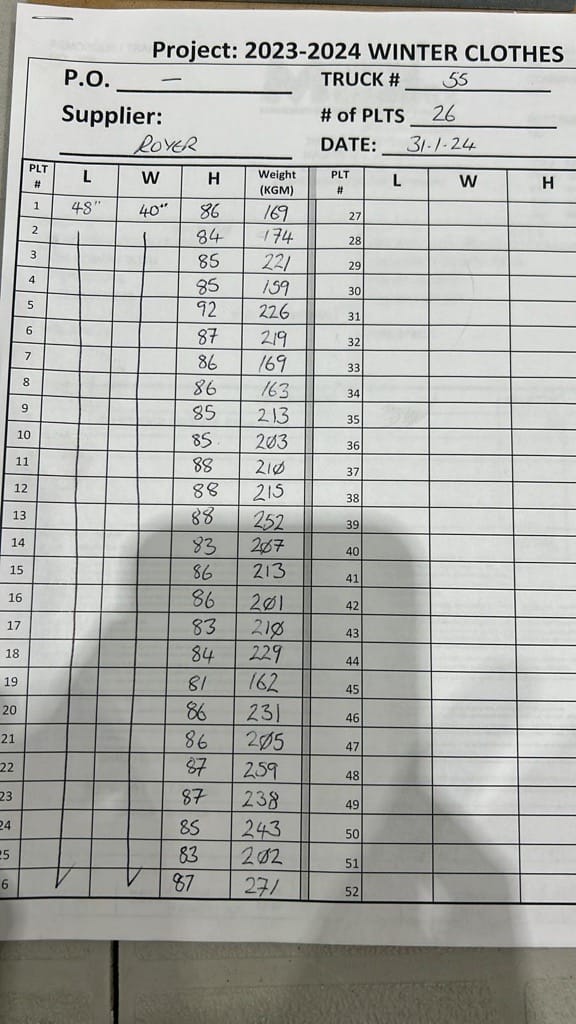 Project: 2023-2024 WINTER CLOTHES
P.O. — TRUCK # 55
Supplier: # of PLTS 26
ROYER DATE: 31-1-24
PLT # L W H Weight (KGM) PLT # L W H
1 48" 40" 86 169 27
2 84 174 28
3 85 221 29
4 85 159 30
5 92 226 31
6 87 219 32
7 86 169 33
8 86 163 34
9 85 213 35
10 85 203 36
11 88 210 37
12 88 215 38
13 88 252 39
14 83 207 40
15 86 213 41
16 86 201 42
17 83 210 43
18 84 229 44
19 81 162 45
20 86 231 46
21 86 205 47
22 87 259 48
23 87 238 49
24 85 243 50
25 83 202 51
6 87 271 52